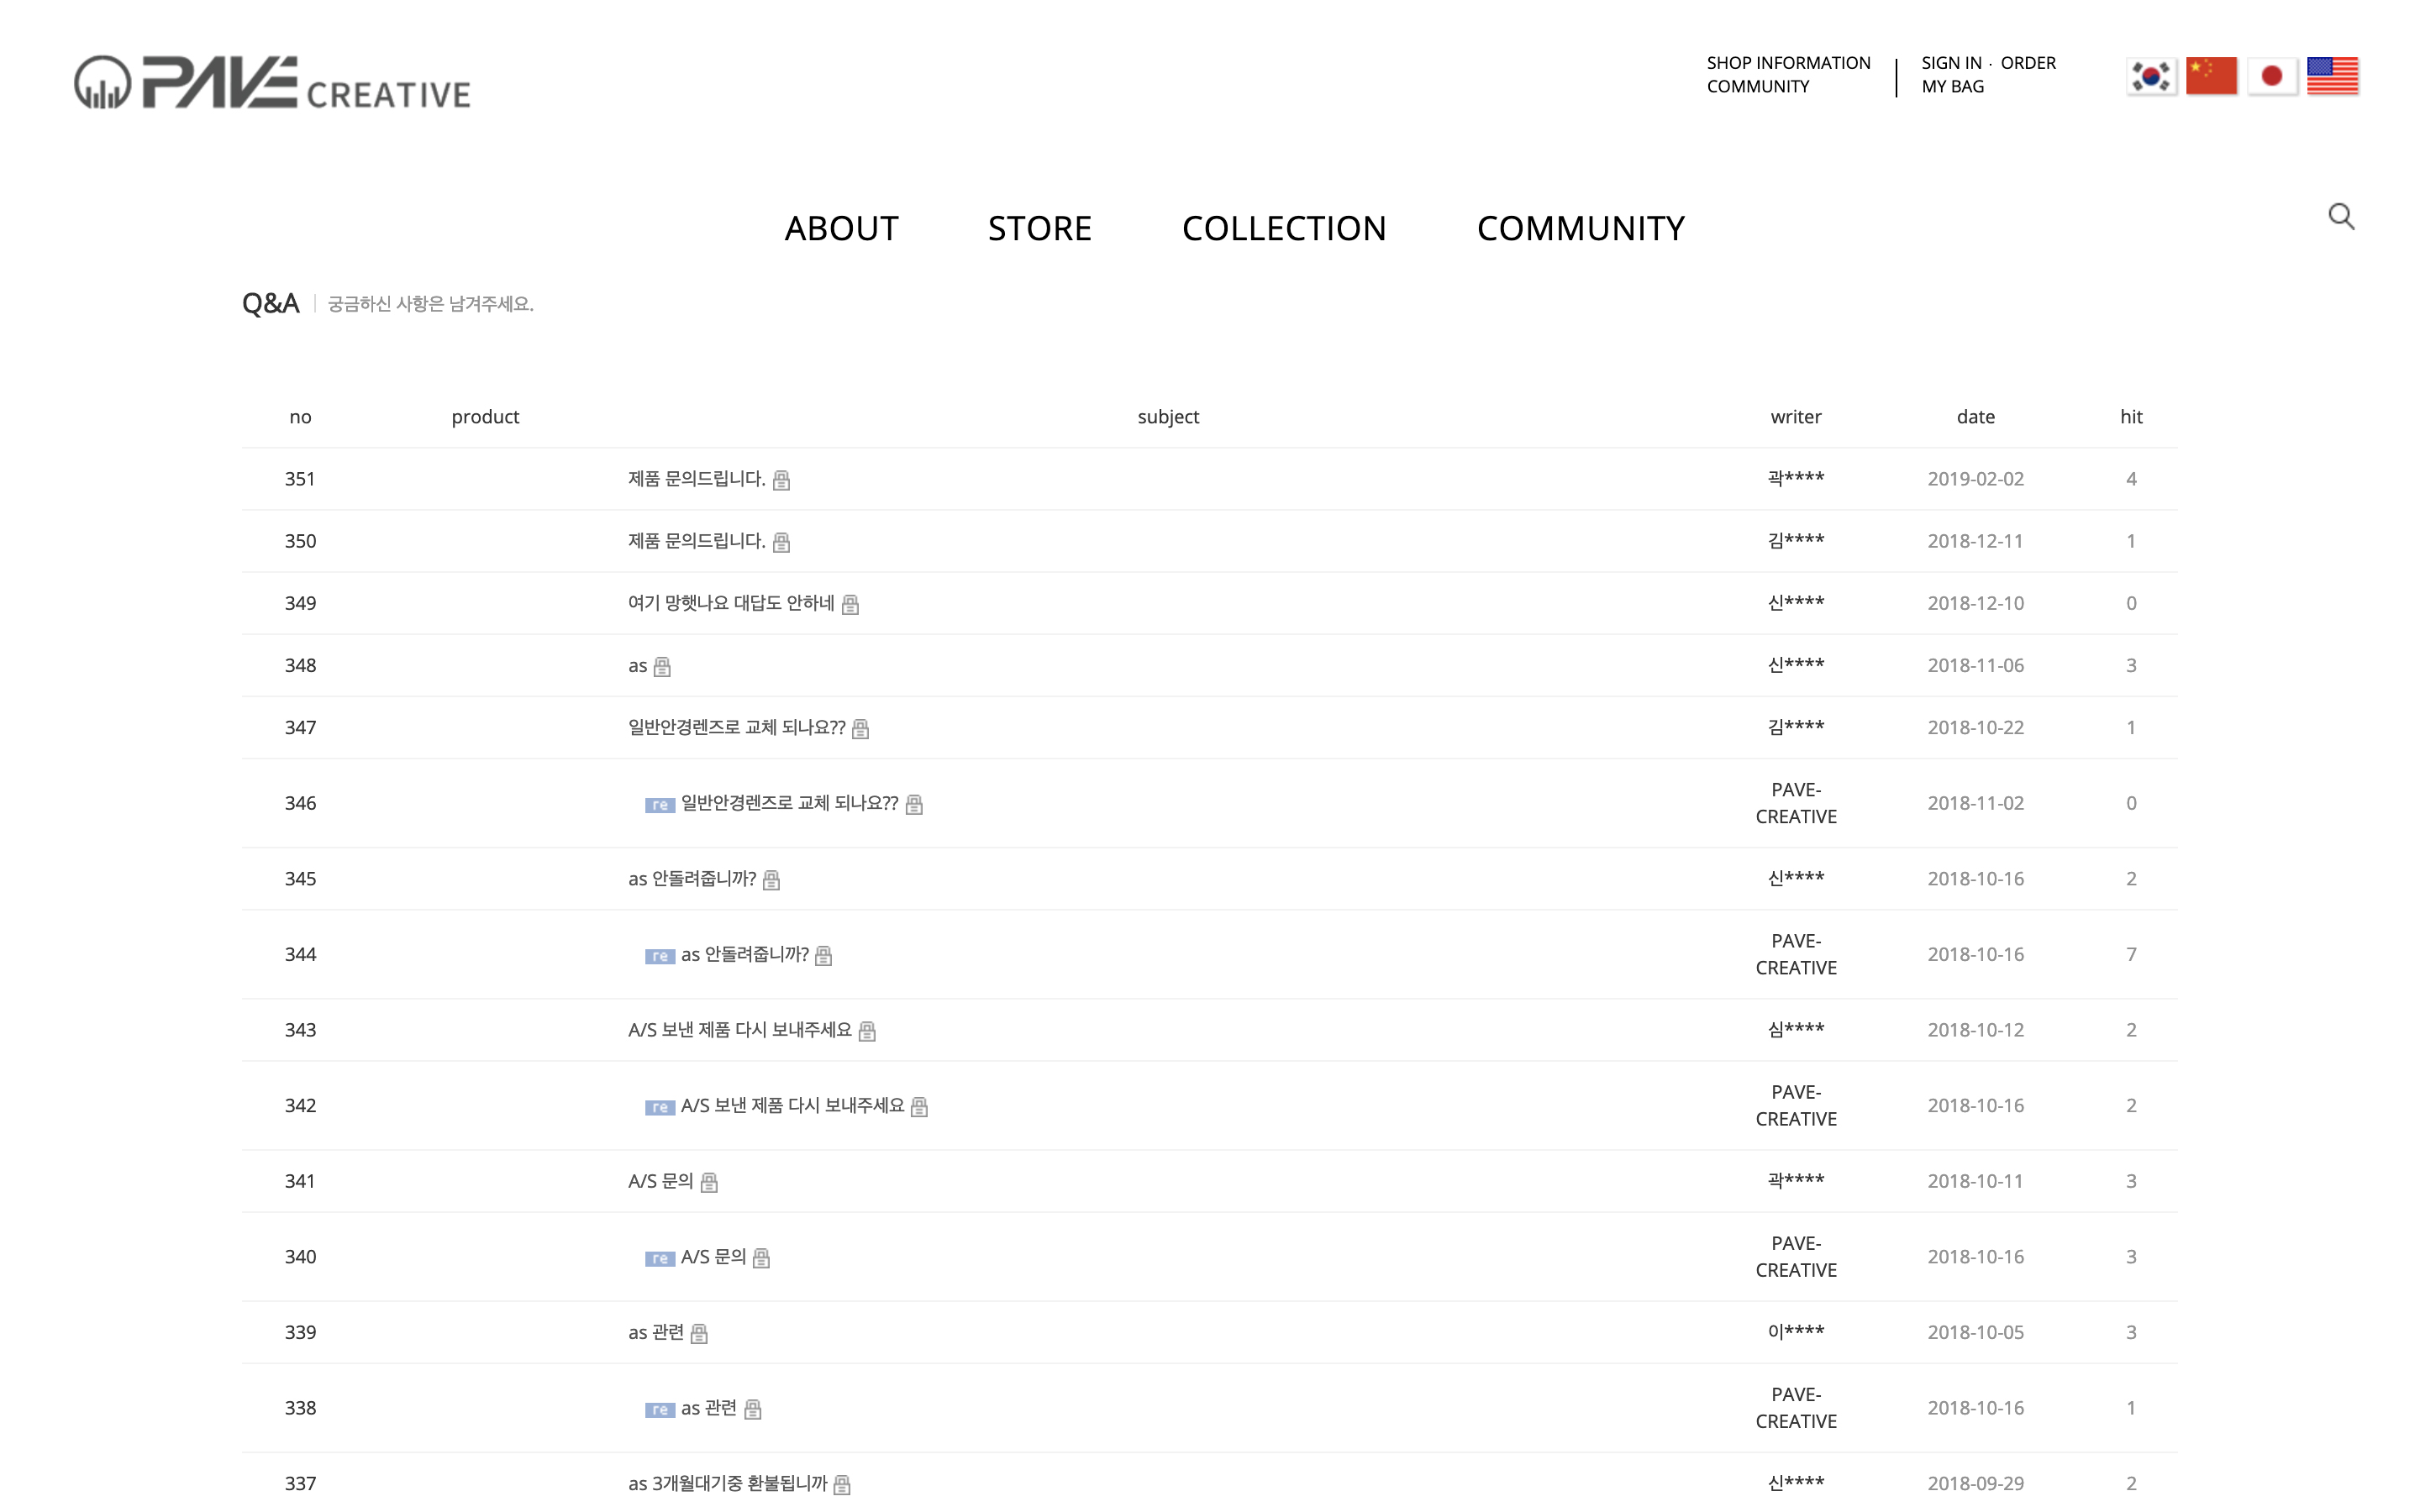 PAVE CREATIVE
SHOP INFORMATION
COMMUNITY
SIGN IN · ORDER
MY BAG
ABOUT STORE COLLECTION COMMUNITY
Q&A 궁금하신 사항은 남겨주세요.
no product subject writer date hit
351 제품 문의드립니다. 곽**** 2019-02-02 4
350 제품 문의드립니다. 김**** 2018-12-11 1
349 여기 망햇나요 대답도 안하네 신**** 2018-12-10 0
348 as 신**** 2018-11-06 3
347 일반안경렌즈로 교체 되나요?? 김**** 2018-10-22 1
346 re 일반안경렌즈로 교체 되나요?? PAVE-CREATIVE 2018-11-02 0
345 as 안돌려줍니까? 신**** 2018-10-16 2
344 re as 안돌려줍니까? PAVE-CREATIVE 2018-10-16 7
343 A/S 보낸 제품 다시 보내주세요 심**** 2018-10-12 2
342 re A/S 보낸 제품 다시 보내주세요 PAVE-CREATIVE 2018-10-16 2
341 A/S 문의 곽**** 2018-10-11 3
340 re A/S 문의 PAVE-CREATIVE 2018-10-16 3
339 as 관련 이**** 2018-10-05 3
338 re as 관련 PAVE-CREATIVE 2018-10-16 1
337 as 3개월대기중 환불됩니까 신**** 2018-09-29 2